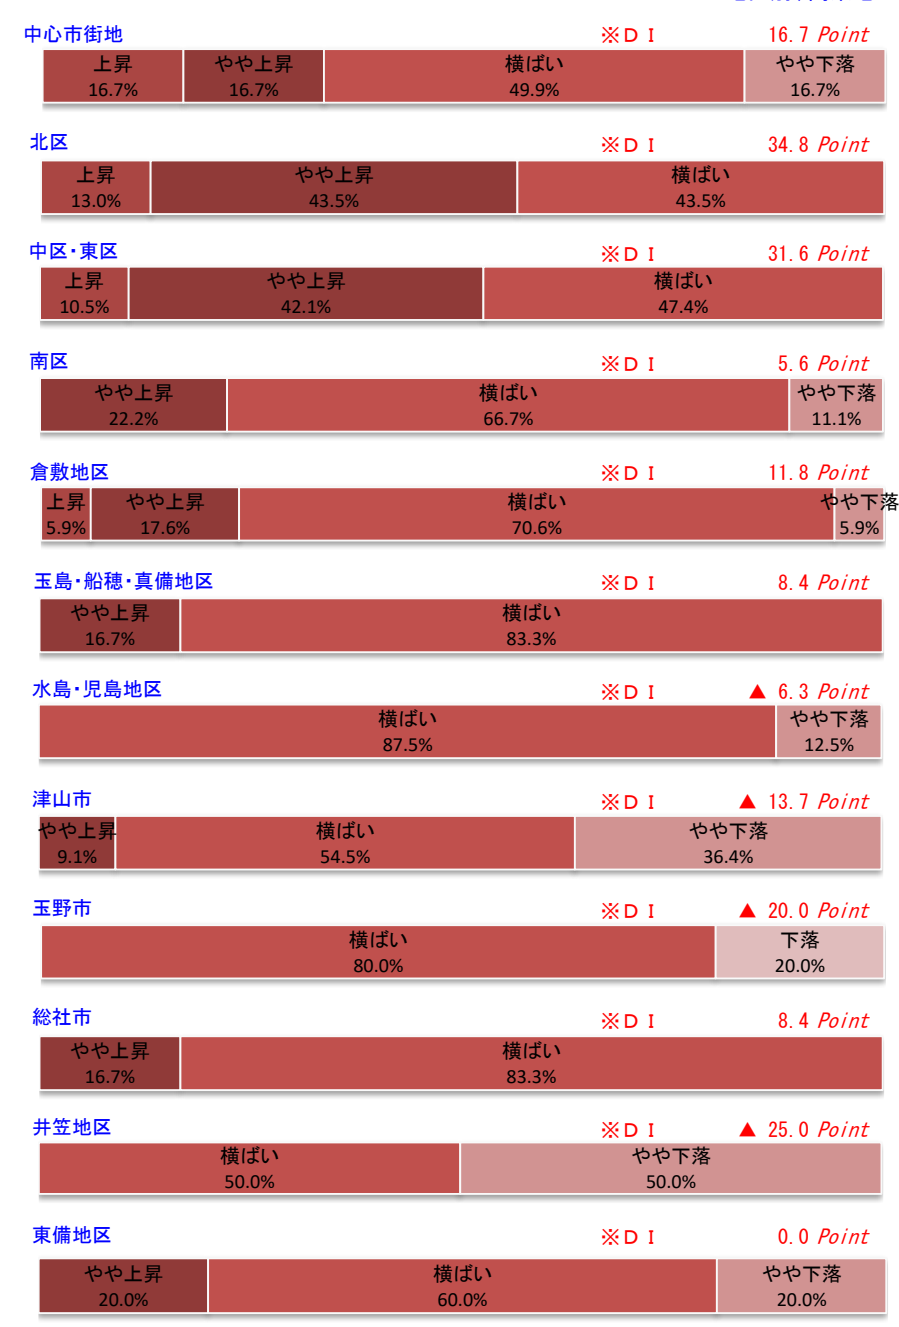 中心市街地 ※ＤＩ 16.7 Point
上昇 やや上昇 横ばい やや下落
16.7% 16.7% 49.9% 16.7%
北区 ※ＤＩ 34.8 Point
上昇 やや上昇 横ばい
13.0% 43.5% 43.5%
中区・東区 ※ＤＩ 31.6 Point
上昇 やや上昇 横ばい
10.5% 42.1% 47.4%
南区 ※ＤＩ 5.6 Point
やや上昇 横ばい やや下落
22.2% 66.7% 11.1%
倉敷地区 ※ＤＩ 11.8 Point
上昇 やや上昇 横ばい やや下落
5.9% 17.6% 70.6% 5.9%
玉島・船穂・真備地区 ※ＤＩ 8.4 Point
やや上昇 横ばい
16.7% 83.3%
水島・児島地区 ※ＤＩ ▲ 6.3 Point
横ばい やや下落
87.5% 12.5%
津山市 ※ＤＩ ▲ 13.7 Point
やや上昇 横ばい やや下落
9.1% 54.5% 36.4%
玉野市 ※ＤＩ ▲ 20.0 Point
横ばい 下落
80.0% 20.0%
総社市 ※ＤＩ 8.4 Point
やや上昇 横ばい
16.7% 83.3%
井笠地区 ※ＤＩ ▲ 25.0 Point
横ばい やや下落
50.0% 50.0%
東備地区 ※ＤＩ 0.0 Point
やや上昇 横ばい やや下落
20.0% 60.0% 20.0%